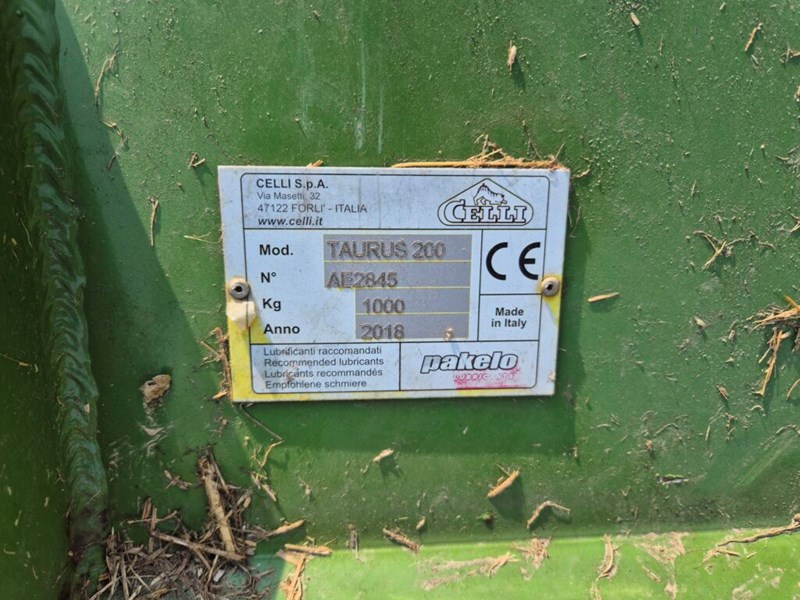 CELLI S.p.A.
Via Masetti, 32
47122 FORLI' - ITALIA
www.celli.it
CELLI
Mod. TAURUS 200
N° AE2845
Kg 1000
Anno 2018
CE
Made
in Italy
Lubrificanti raccomandati
Recommended lubricants
Lubricants recommandés
Empfohlene schmiere
pakelo